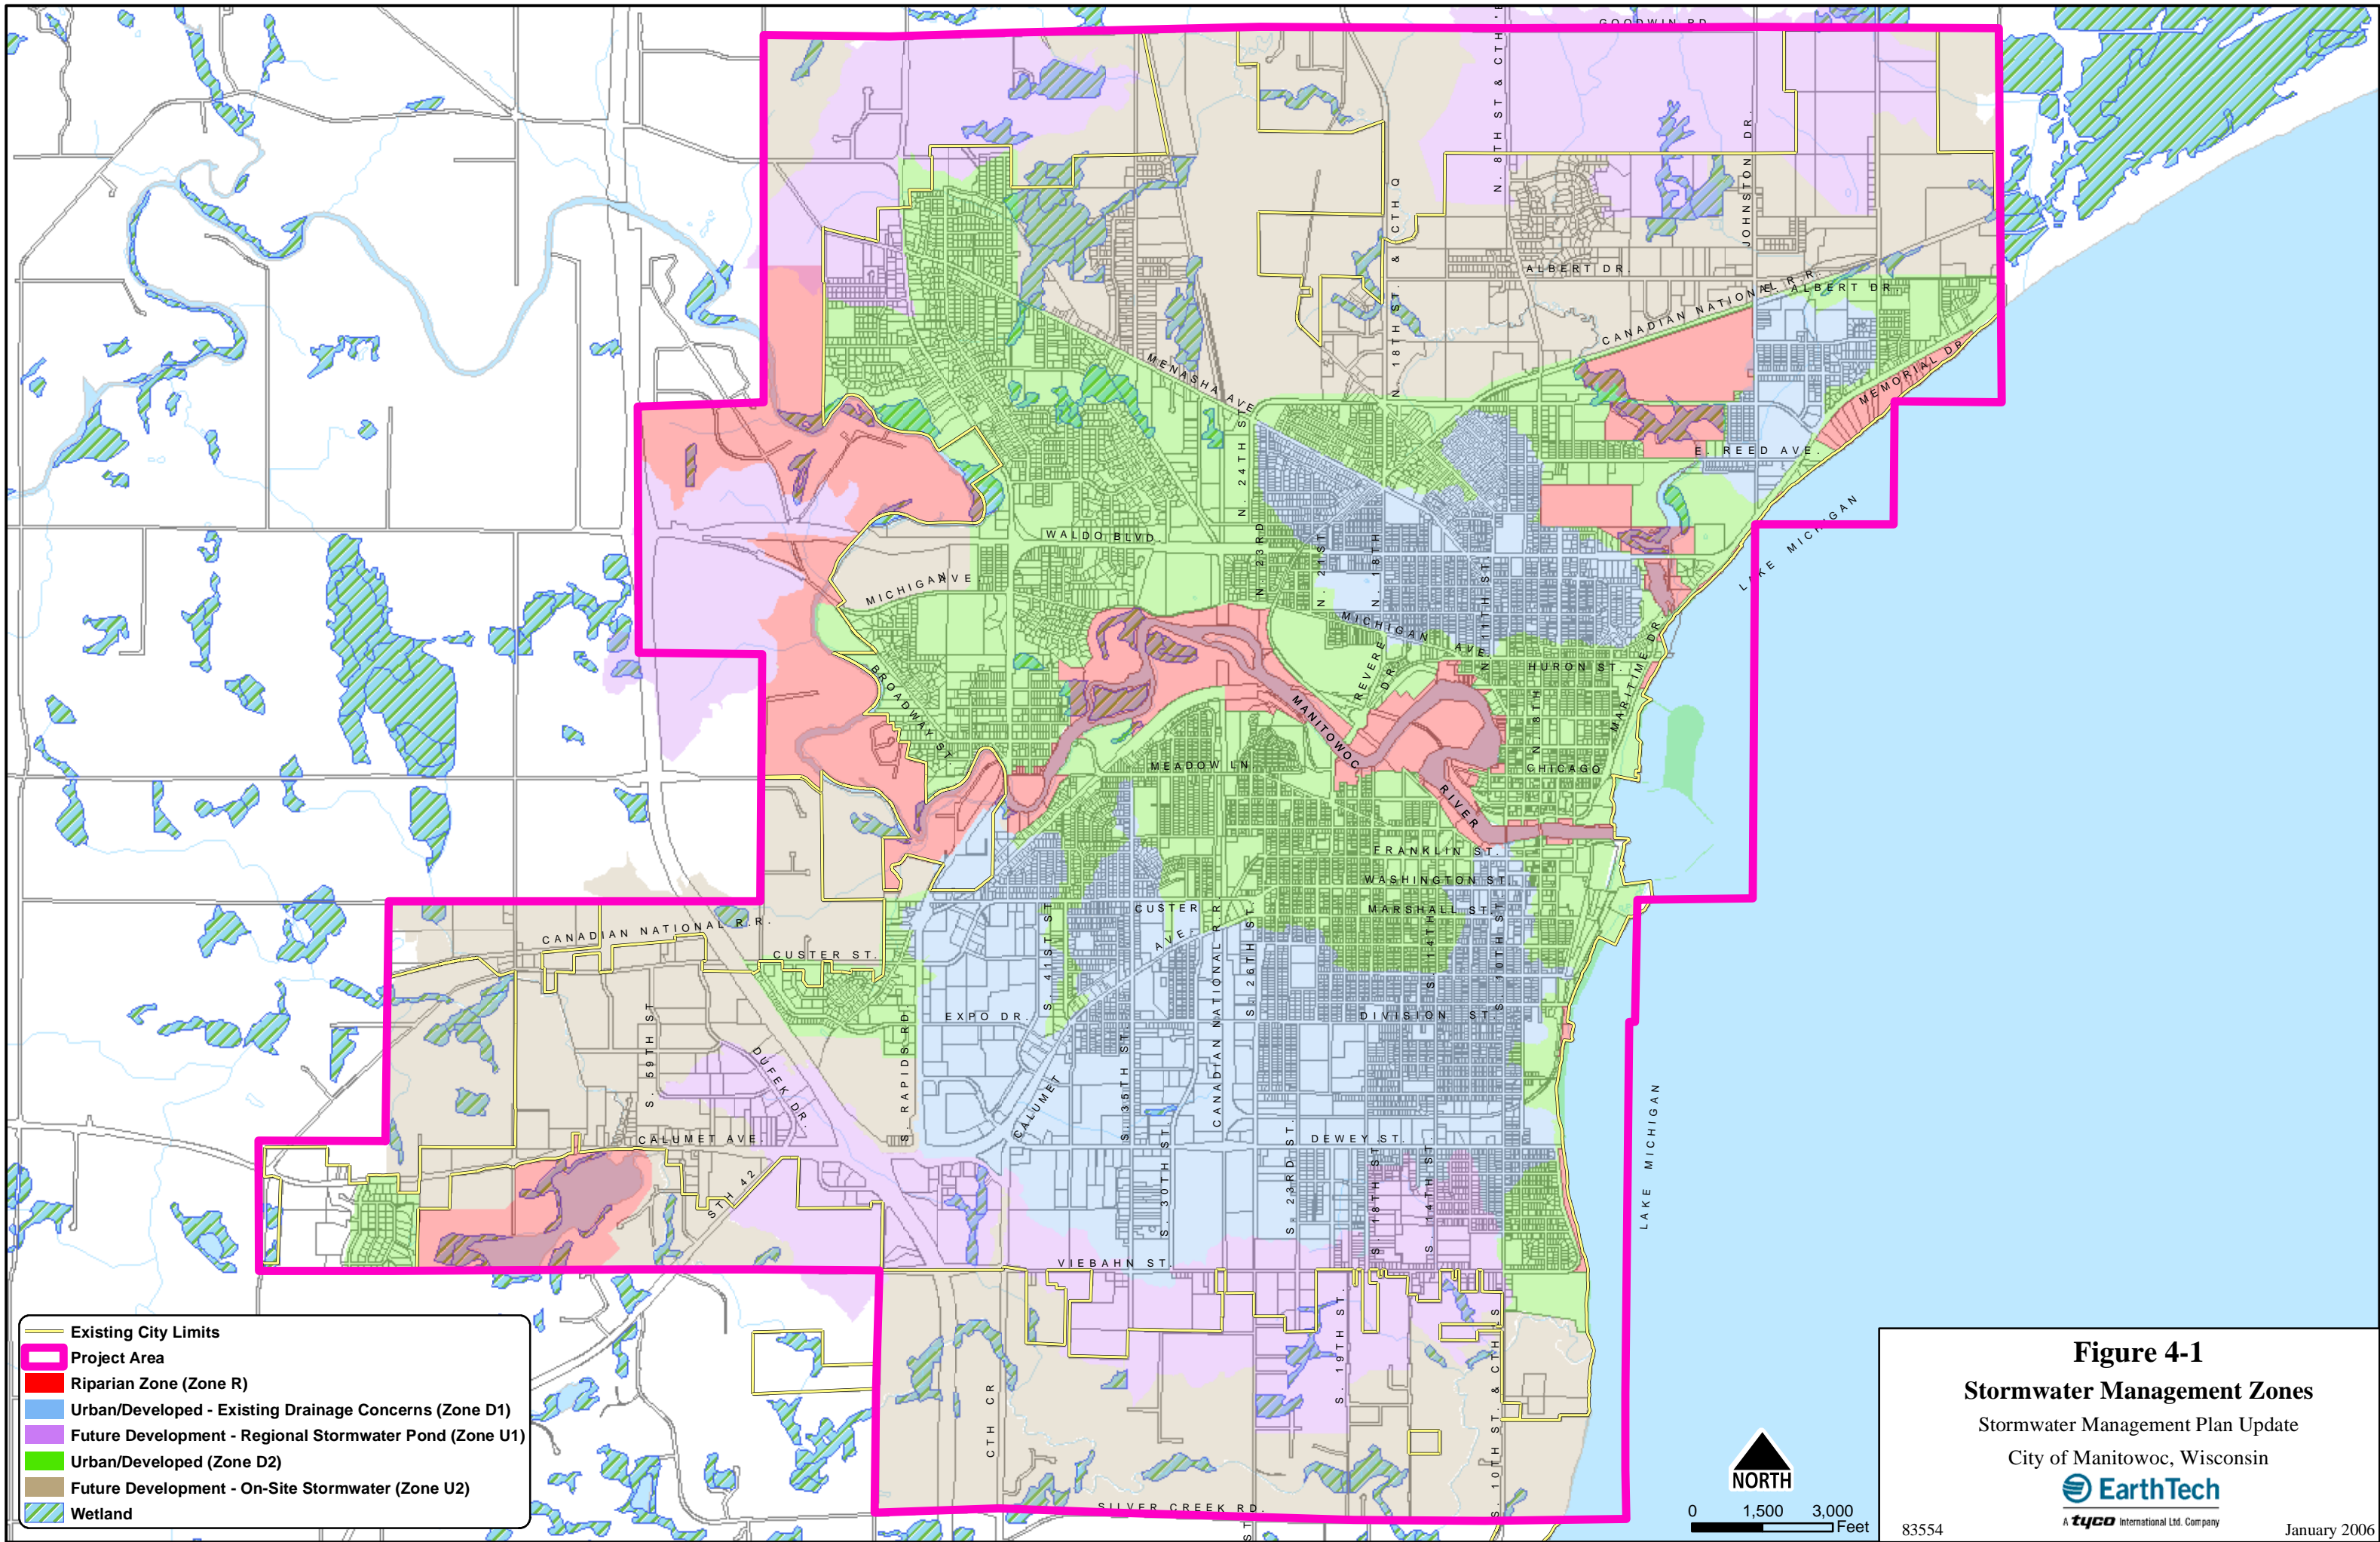 GOODWIN RD
N. 8TH ST & CTH "B
JOHNSTON DR.
N. 18TH ST. & CTH Q
ALBERT DR.
CANADIAN NATIONAL R.R.
E. ALBERT DR.
MEMORIAL DR.
MENASHA AVE
N. 24TH ST.
E. REED AVE.
LAKE MICHIGAN
WALDO BLVD.
N. 23RD
N. 21ST
N. 18TH
N. 11TH ST.
MICHIGAN AVE
MICHIGAN AVE
REVERE DR.
HURON ST.
MARITIME DR.
N 8TH
BROADWAY ST.
MANITOWOC RIVER
MEADOW LN
CHICAGO
FRANKLIN ST.
WASHINGTON ST.
MARSHALL ST.
CUSTER
AVE.
S. 41ST ST
S. 26TH ST.
S. 14TH
S. 10TH ST.
CANADIAN NATIONAL R.R.
CUSTER ST.
CANADIAN NATIONAL R.R
EXPO DR.
DIVISION ST.
S. 59TH ST
DUFEK DR.
S. RAPIDS RD.
CALUMET
S. 35TH ST.
CALUMET AVE.
DEWEY ST.
STH 42
S. 30TH ST.
S. 23RD ST.
S. 18TH ST
S. 14TH ST.
LAKE MICHIGAN
VIEBAHN ST.
S. 19TH ST.
CTH CR
S. 10TH ST. & CTH LS
SILVER CREEK RD.
ST
Existing City Limits
Project Area
Riparian Zone (Zone R)
Urban/Developed - Existing Drainage Concerns (Zone D1)
Future Development - Regional Stormwater Pond (Zone U1)
Urban/Developed (Zone D2)
Future Development - On-Site Stormwater (Zone U2)
Wetland
NORTH
0 1,500 3,000
Feet
Figure 4-1
Stormwater Management Zones
Stormwater Management Plan Update
City of Manitowoc, Wisconsin
EarthTech
A tyco International Ltd. Company
83554 January 2006